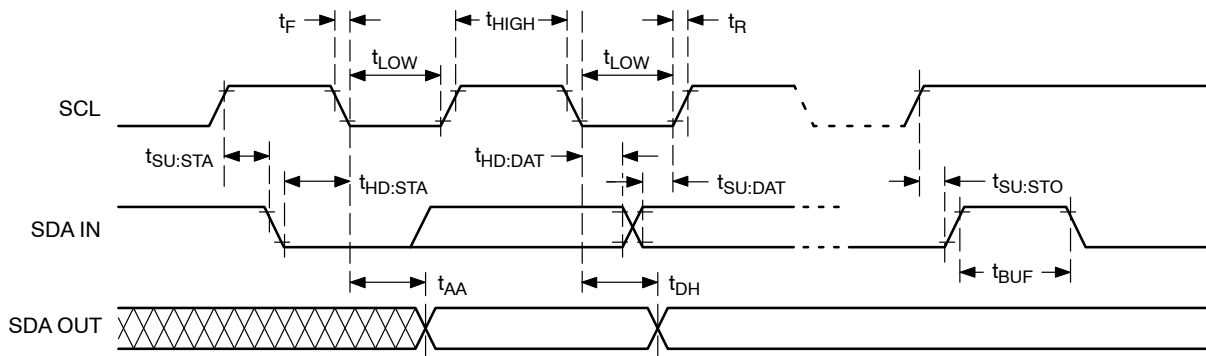 tF
tHIGH
tR
tLOW
tLOW
SCL
tSU:STA
tHD:STA
tHD:DAT
tSU:DAT
tSU:STO
SDA IN
tAA
tDH
tBUF
SDA OUT